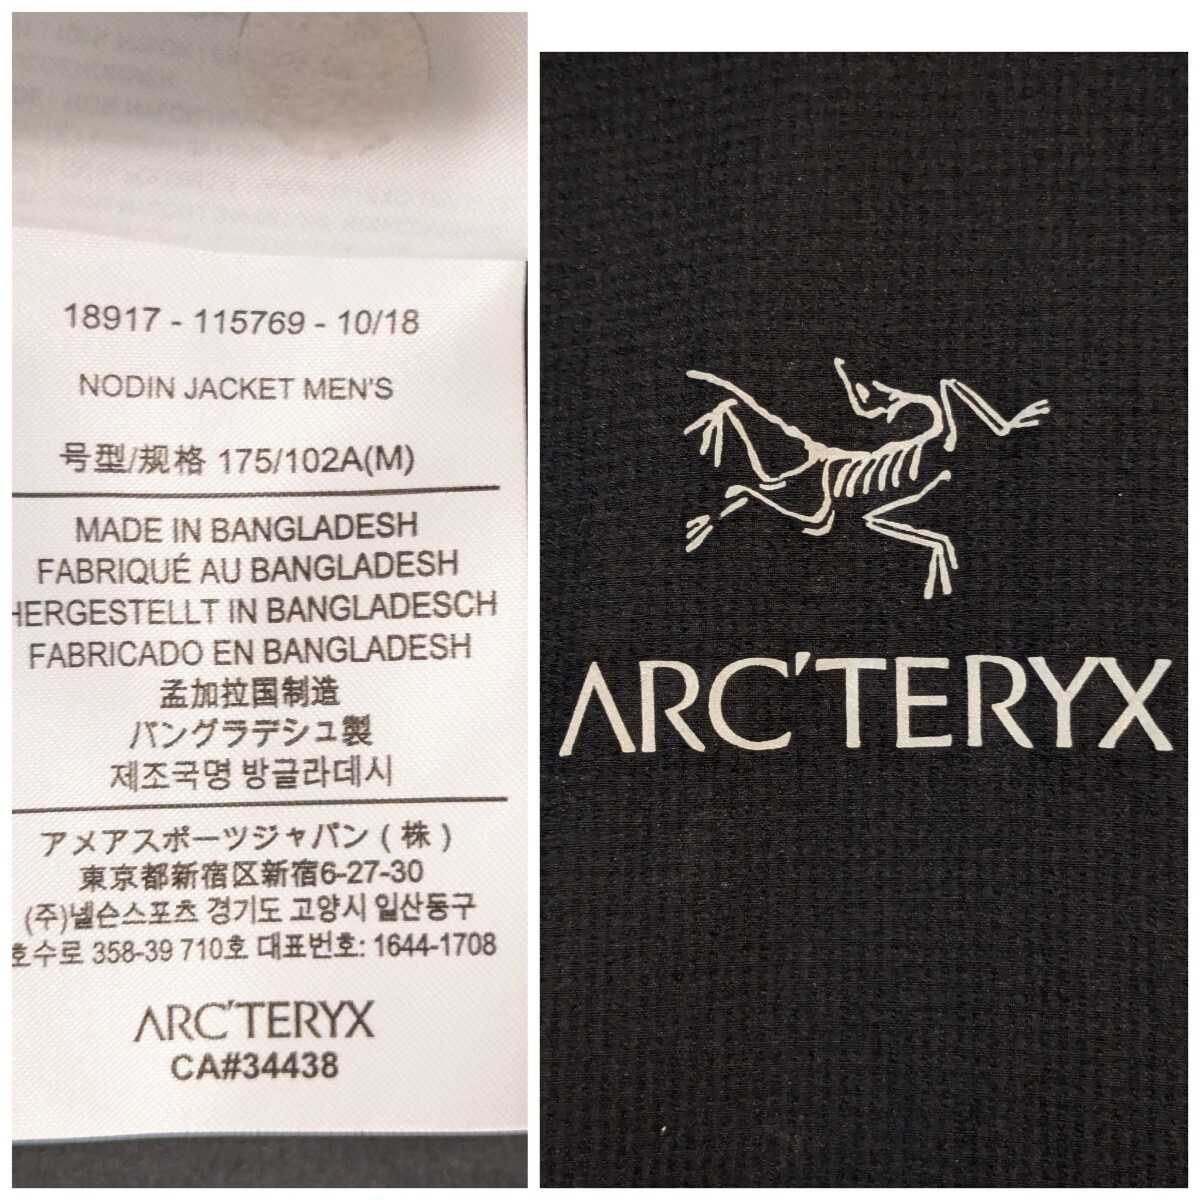 18917 - 115769 - 10/18
NODIN JACKET MEN'S
号型/规格 175/102A(M)
MADE IN BANGLADESH
FABRIQUÉ AU BANGLADESH
HERGESTELLT IN BANGLADESCH
FABRICADO EN BANGLADESH
孟加拉国制造
バングラデシュ製
제조국명 방글라데시
アメアスポーツジャパン(株)
東京都新宿区新宿6-27-30
(주)넬슨스포츠 경기도 고양시 일산동구
호수로 358-39 710호 대표번호: 1644-1708
ARC'TERYX
CA#34438
ARC'TERYX